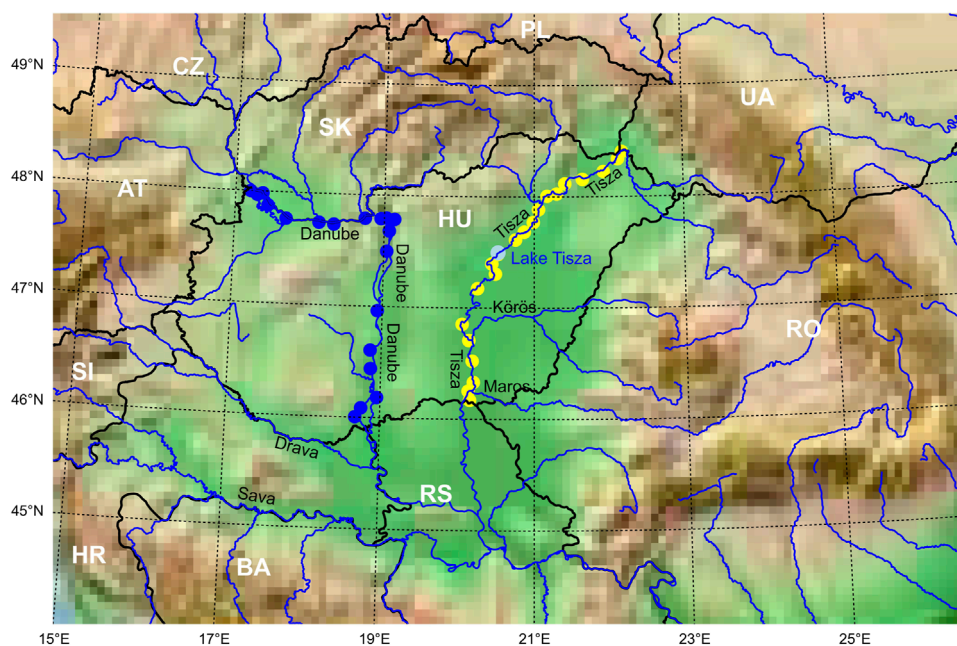 PL
49°N
CZ
UA
SK
48°N
AT
Tisza
HU
Tisza
Danube
Lake Tisza
Danube
47°N
Körös
RO
Danube
SI
Tisza
Maros
46°N
Drava
RS
Sava
45°N
HR
BA
15°E
17°E
19°E
21°E
23°E
25°E